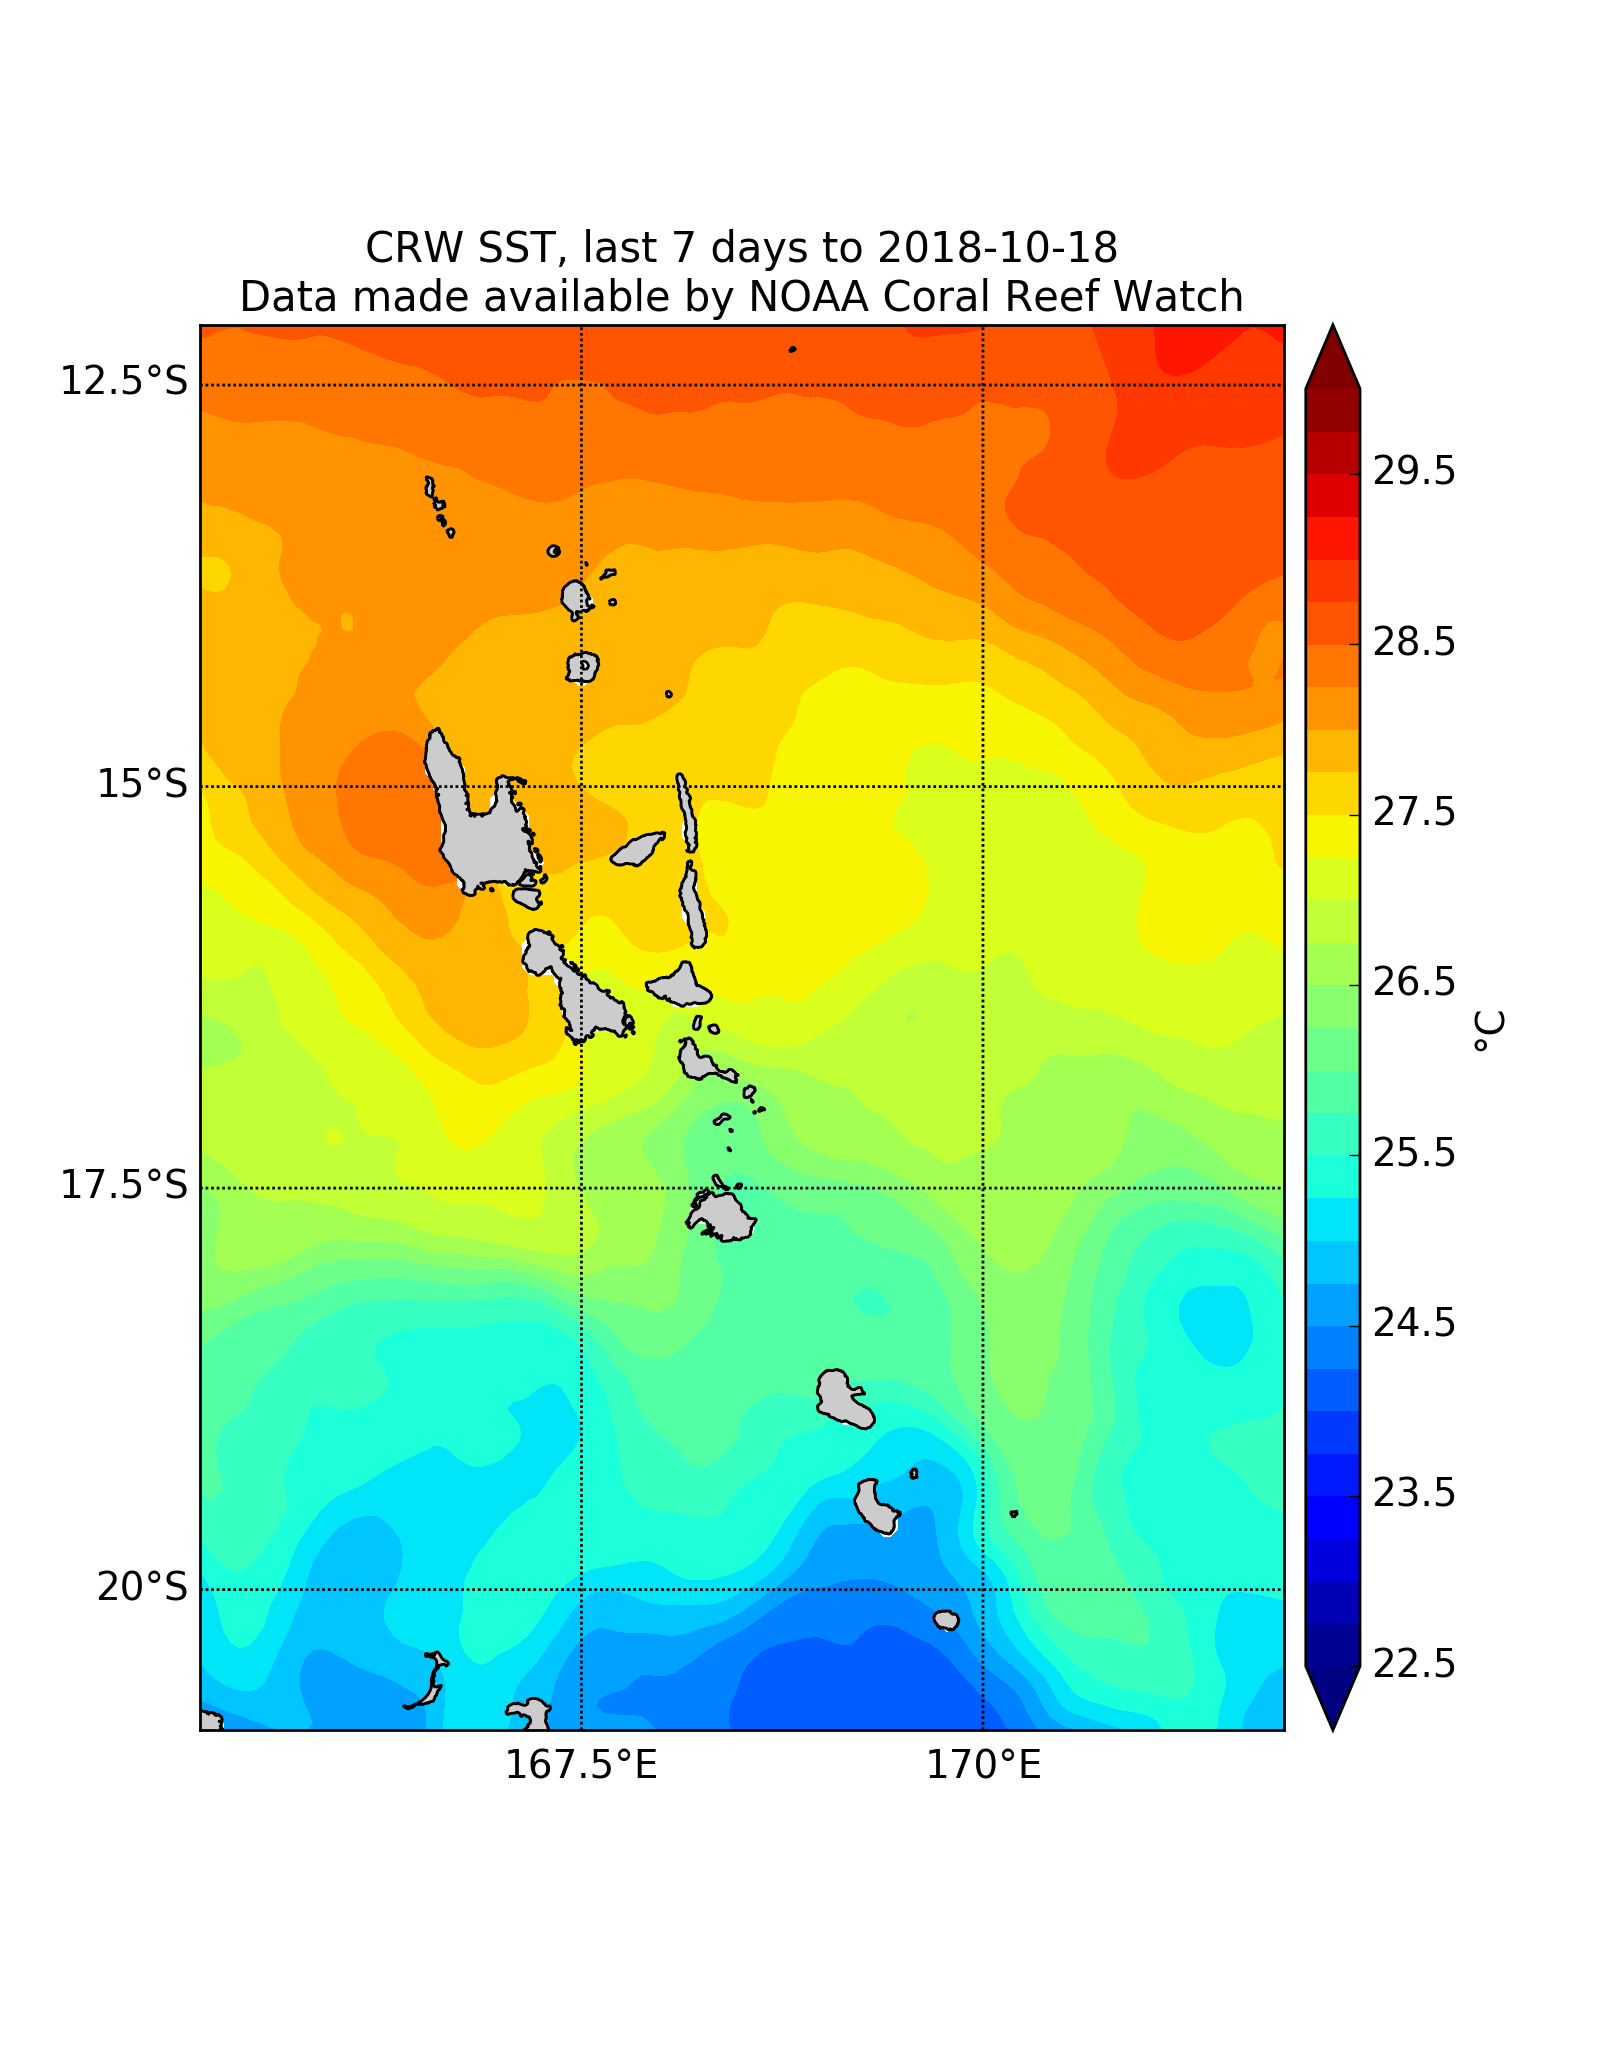 CRW SST, last 7 days to 2018-10-18
Data made available by NOAA Coral Reef Watch
12.5°S
15°S
17.5°S
20°S
167.5°E
170°E
29.5
28.5
27.5
26.5
25.5
24.5
23.5
22.5
°C